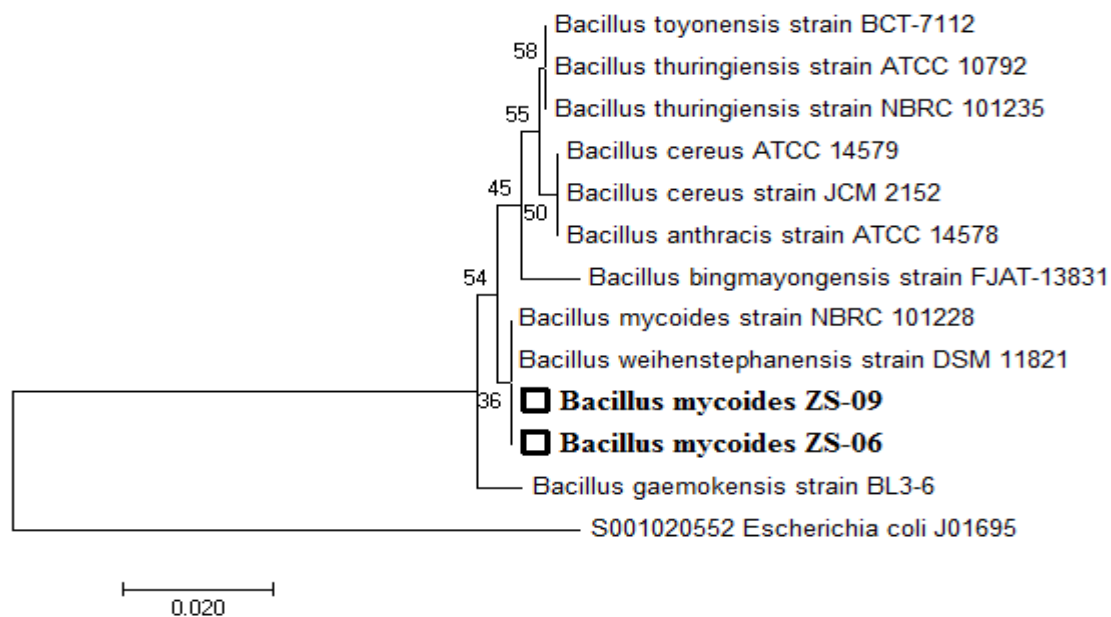 Bacillus toyonensis strain BCT-7112
58
Bacillus thuringiensis strain ATCC 10792
55
Bacillus thuringiensis strain NBRC 101235
Bacillus cereus ATCC 14579
45
Bacillus cereus strain JCM 2152
50
Bacillus anthracis strain ATCC 14578
54
Bacillus bingmayongensis strain FJAT-13831
Bacillus mycoides strain NBRC 101228
Bacillus weihenstephanensis strain DSM 11821
36
Bacillus mycoides ZS-09
Bacillus mycoides ZS-06
Bacillus gaemokensis strain BL3-6
S001020552 Escherichia coli J01695
0.020